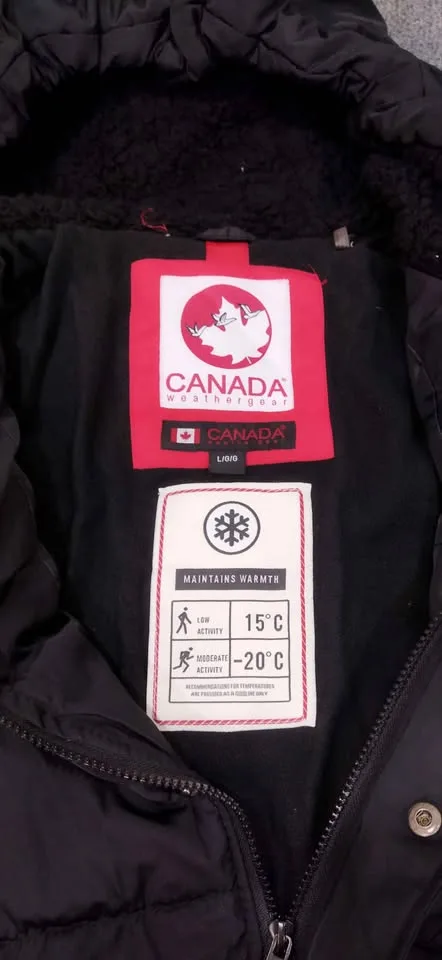 CANADA®
weathergear
CANADA®
L/G/G
MAINTAINS WARMTH
LOW
ACTIVITY
15°C
MODERATE
ACTIVITY
-20°C
RECOMMENDATIONS FOR TEMPERATURES
ARE PROVIDED AS A GUIDELINE ONLY